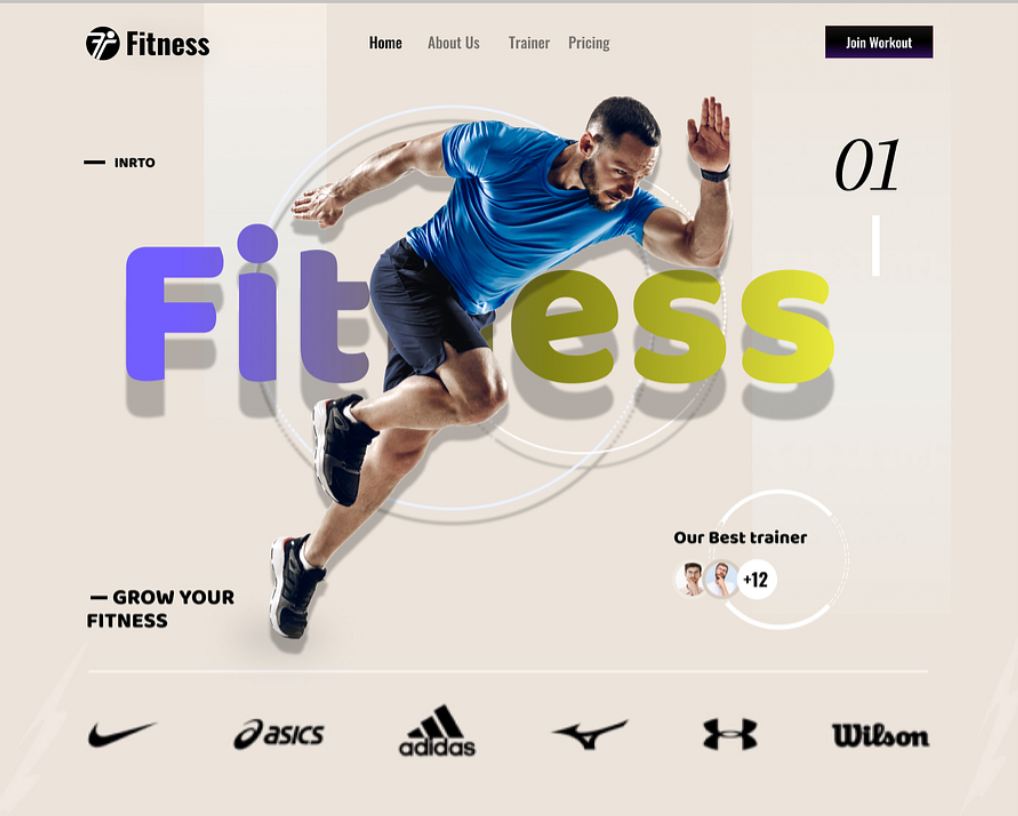 Fitness
Home About Us Trainer Pricing
Join Workout
INRTO
01
Fitness
Our Best trainer
+12
— GROW YOUR
FITNESS
asics
adidas
Wilson